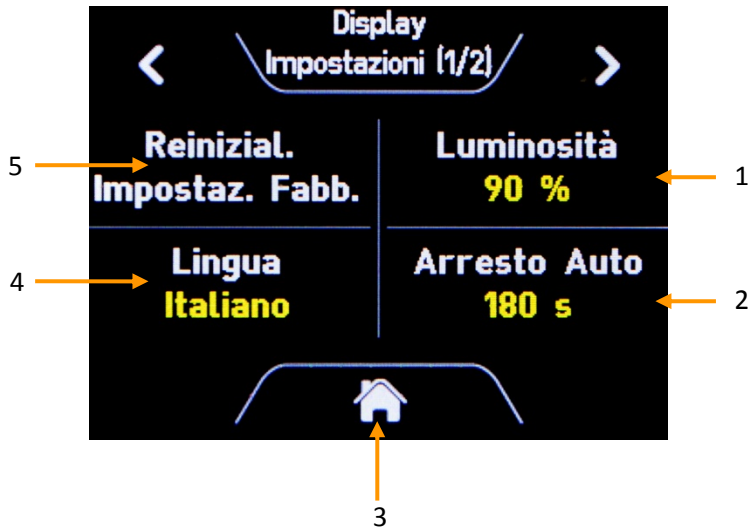 Display
Impostazioni (1/2)
Reinizial.
Impostaz. Fabb.
Luminosità
90 %
Lingua
Italiano
Arresto Auto
180 s
5
1
4
2
3